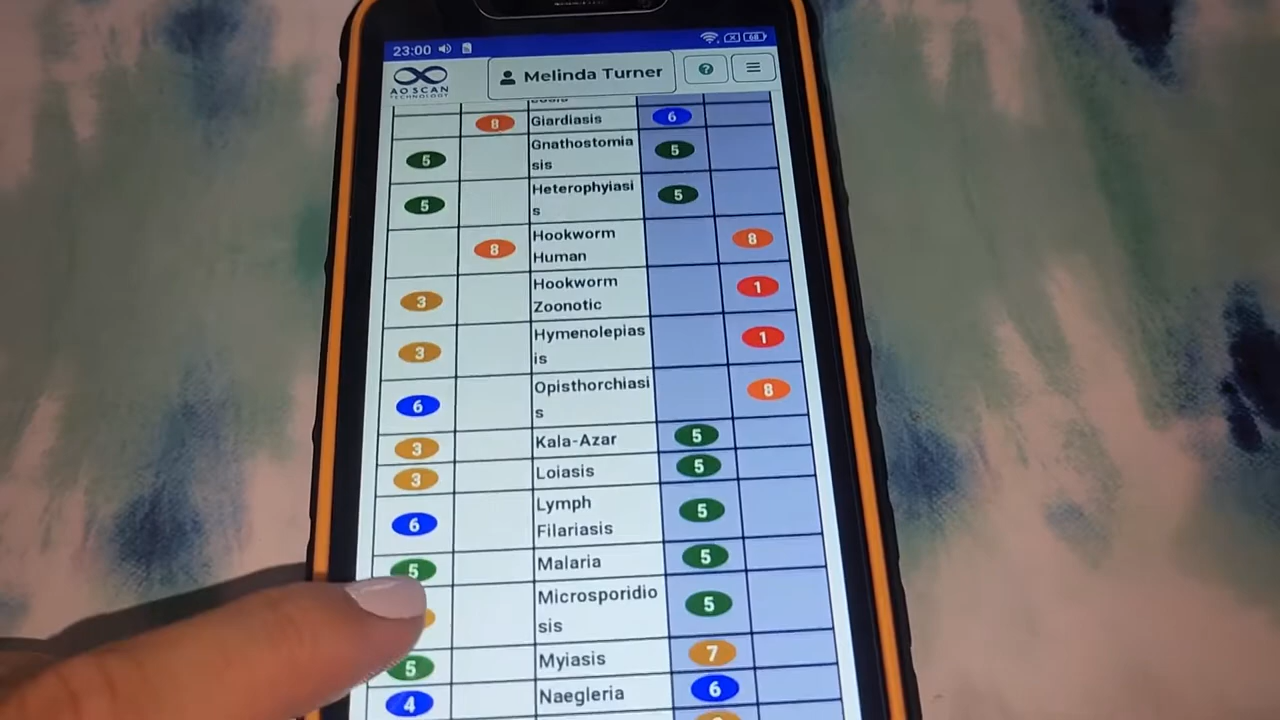 23:00
68
AO SCAN
TECHNOLOGY
Melinda Turner
?
8 Giardiasis 6
5 Gnathostomia 5
sis
5 Heterophyiasi 5
s
8 Hookworm 8
Human
3 Hookworm 1
Zoonotic
3 Hymenolepias 1
is
6 Opisthorchiasi 8
s
3 Kala-Azar 5
3 Loiasis 5
6 Lymph 5
Filariasis
5 Malaria 5
Microsporidio 5
sis
5 Myiasis 7
4 Naegleria 6